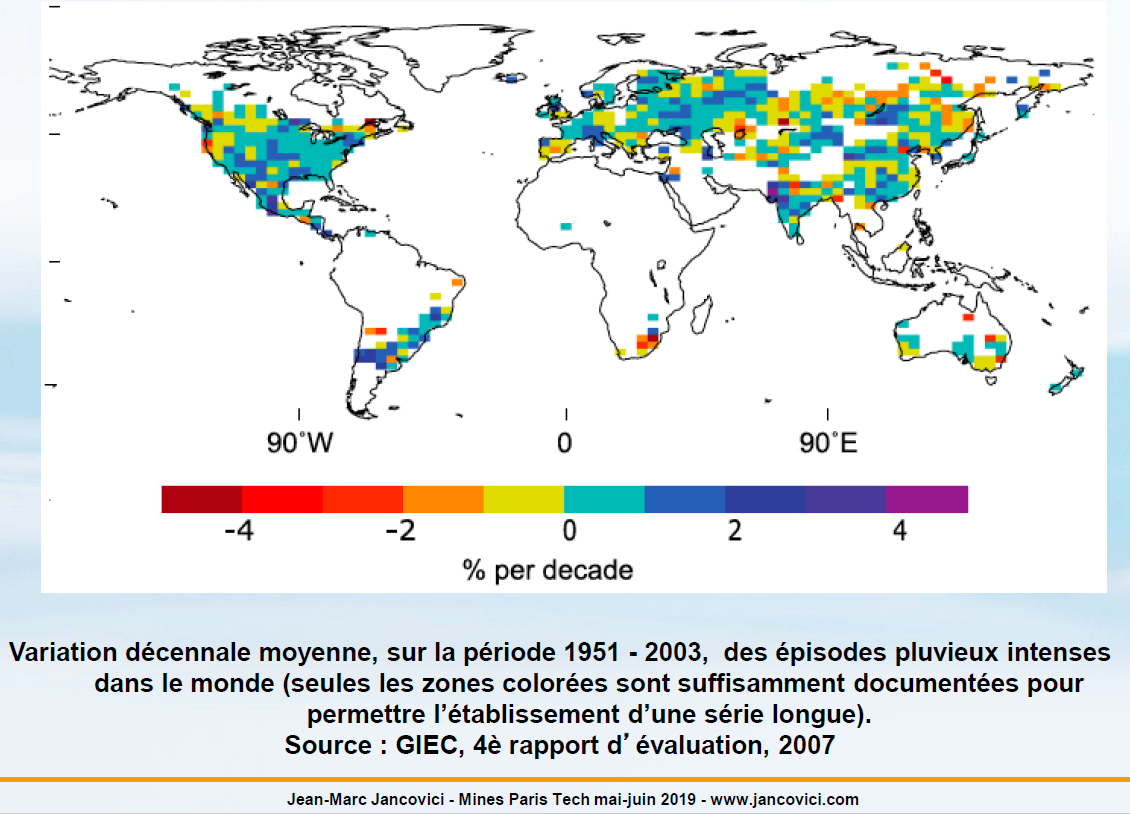 90°W 0 90°E
-4 -2 0 2 4
% per decade
Variation décennale moyenne, sur la période 1951 - 2003, des épisodes pluvieux intenses
dans le monde (seules les zones colorées sont suffisamment documentées pour
permettre l’établissement d’une série longue).
Source : GIEC, 4è rapport d’évaluation, 2007
Jean-Marc Jancovici - Mines Paris Tech mai-juin 2019 - www.jancovici.com